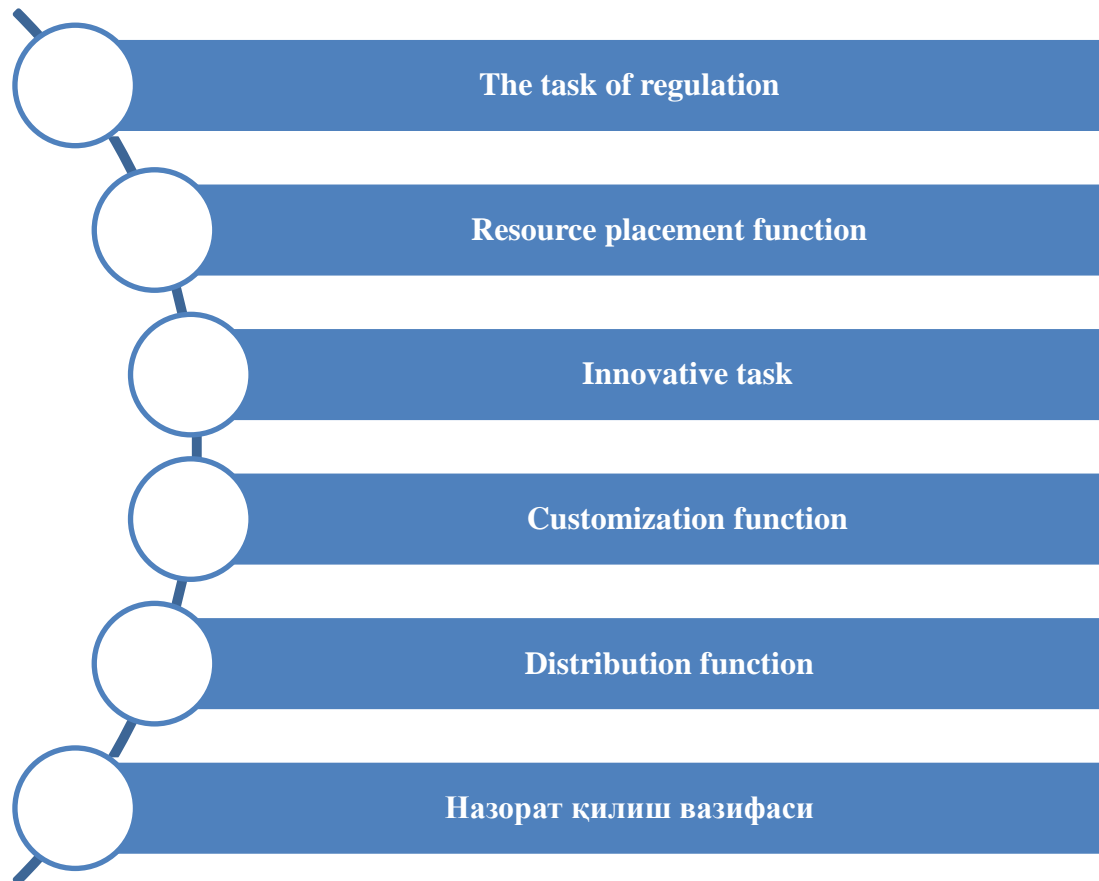 The task of regulation
Resource placement function
Innovative task
Customization function
Distribution function
Назорат қилиш вазифаси